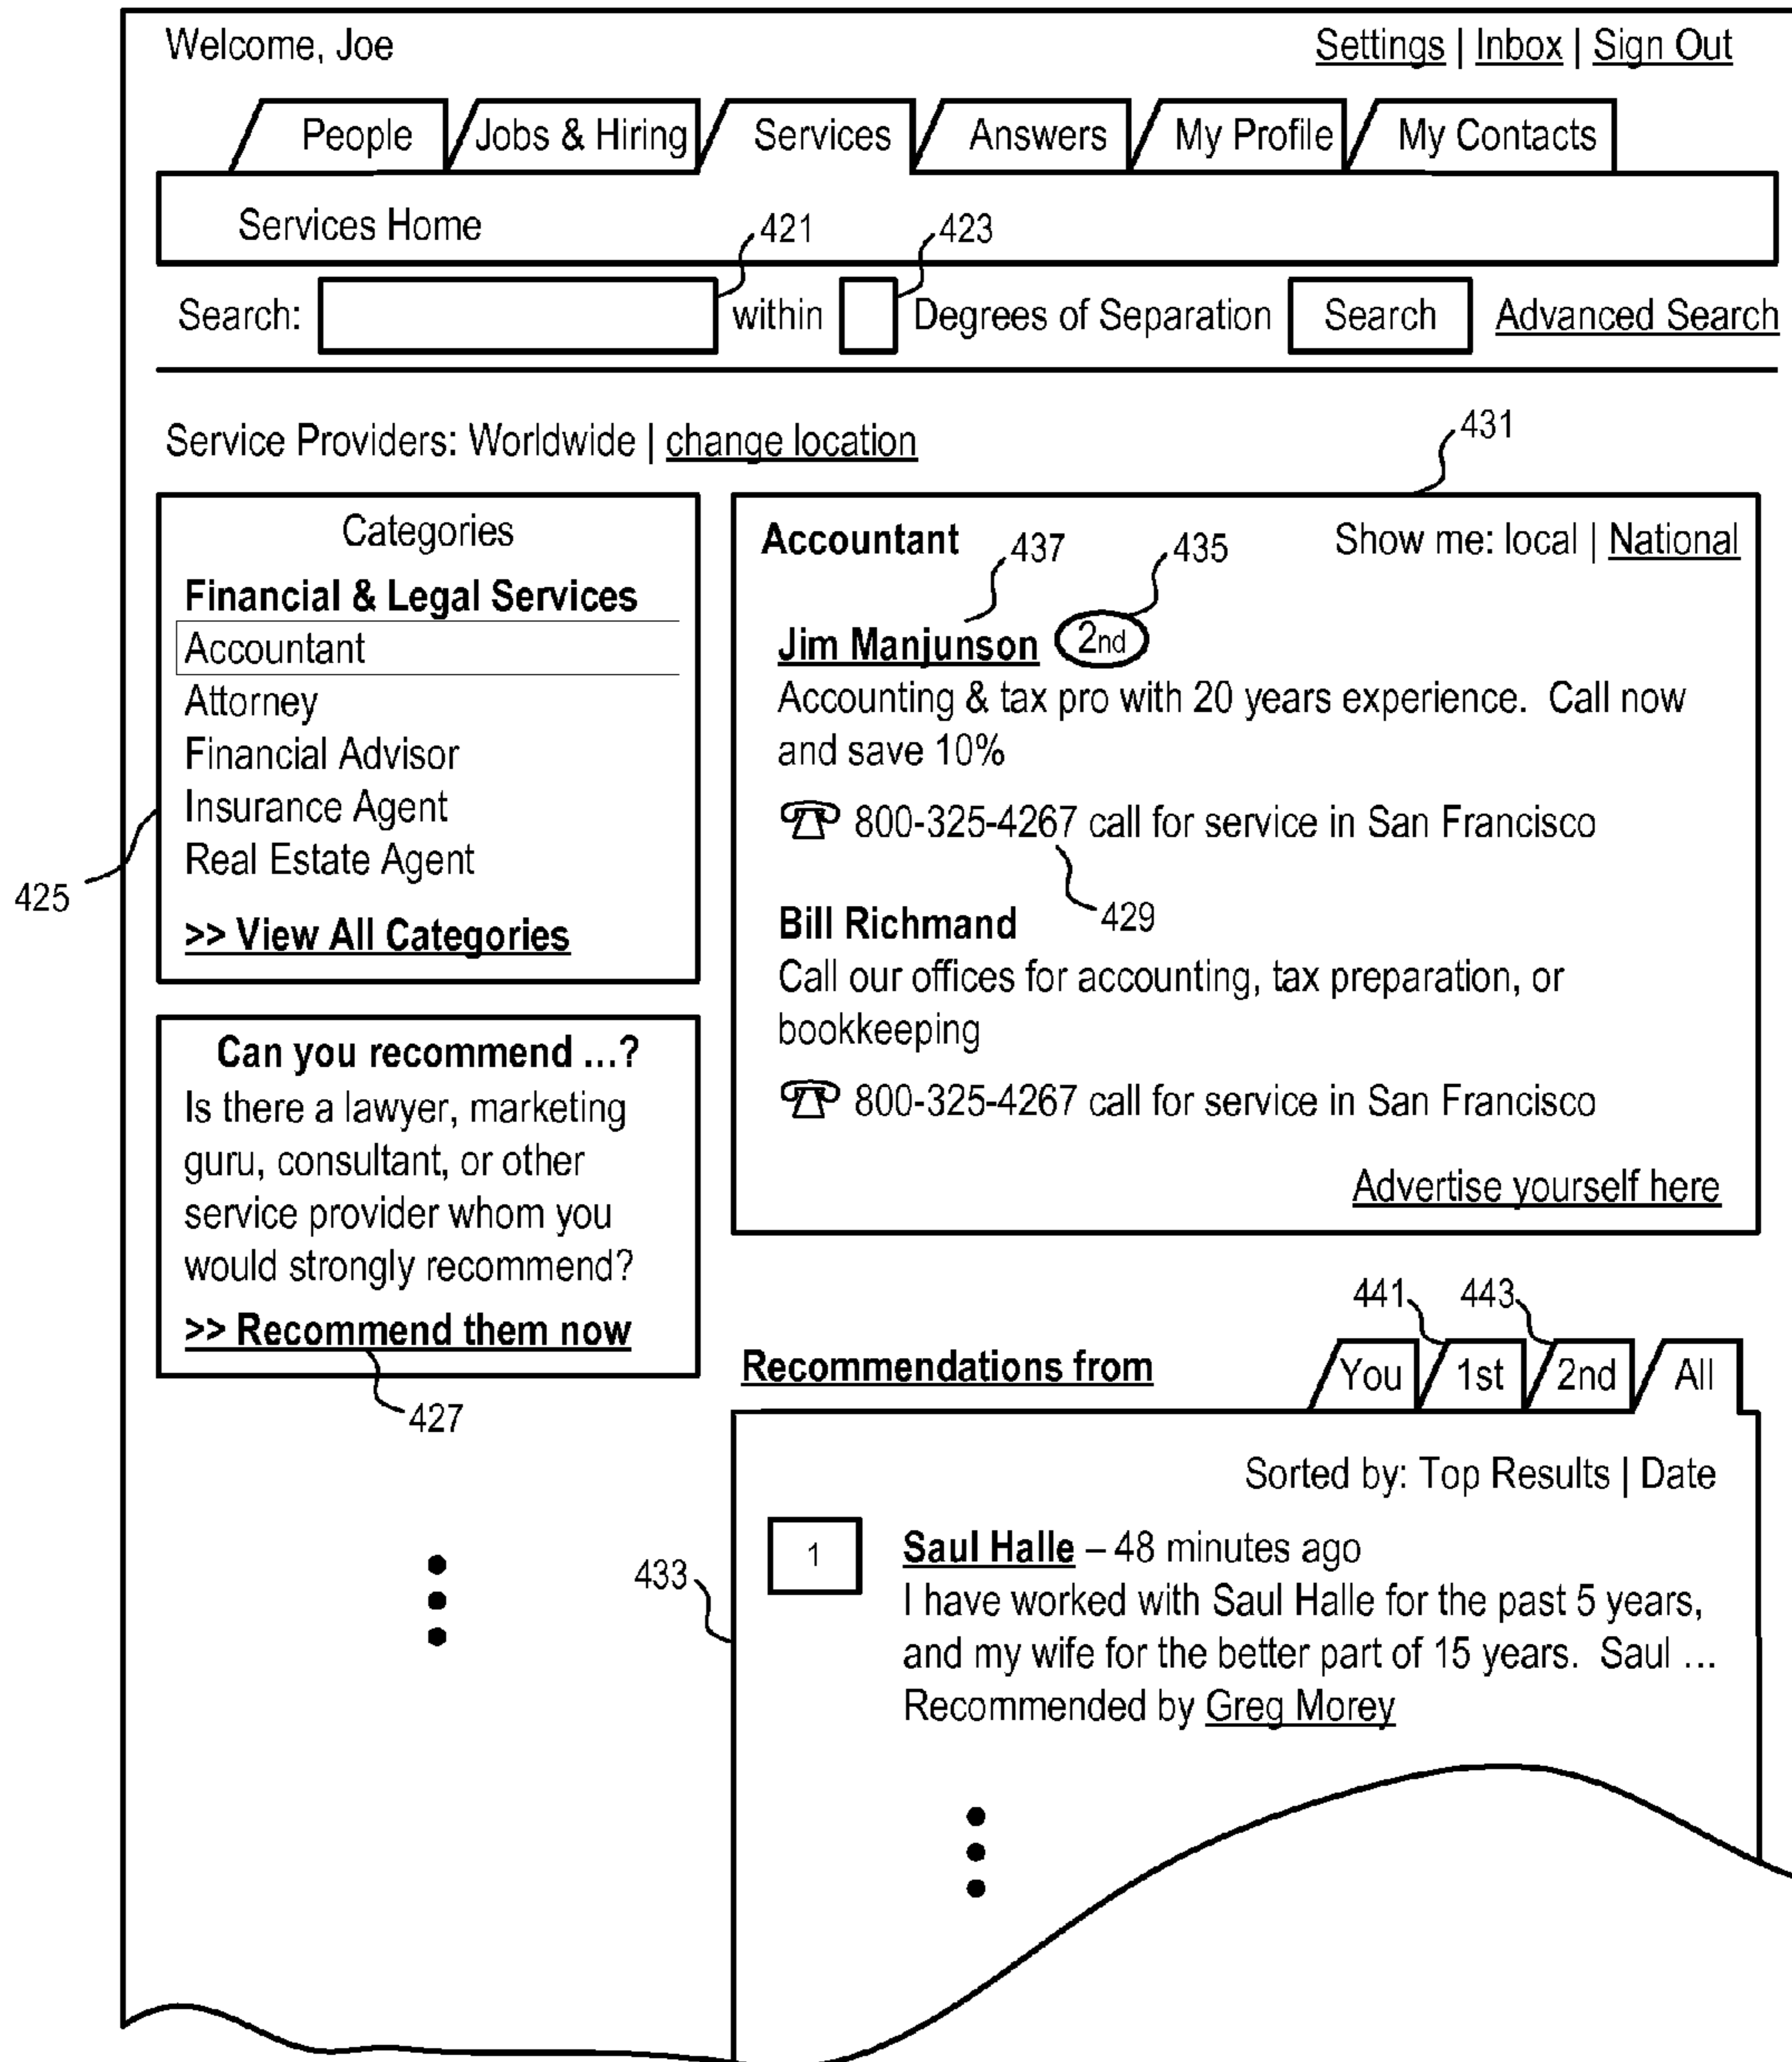 Welcome, Joe
Settings | Inbox | Sign Out
People
Jobs & Hiring
Services
Answers
My Profile
My Contacts
Services Home
421
423
Search:
within
Degrees of Separation
Search
Advanced Search
Service Providers: Worldwide | change location
431
Categories
Financial & Legal Services
Accountant
Attorney
Financial Advisor
Insurance Agent
Real Estate Agent
>> View All Categories
425
Can you recommend ...?
Is there a lawyer, marketing
guru, consultant, or other
service provider whom you
would strongly recommend?
>> Recommend them now
427
Accountant
437
435
Show me: local | National
Jim Manjunson
2nd
Accounting & tax pro with 20 years experience. Call now
and save 10%
800-325-4267 call for service in San Francisco
429
Bill Richmand
Call our offices for accounting, tax preparation, or
bookkeeping
800-325-4267 call for service in San Francisco
Advertise yourself here
441
443
Recommendations from
You
1st
2nd
All
Sorted by: Top Results | Date
433
1
Saul Halle – 48 minutes ago
I have worked with Saul Halle for the past 5 years,
and my wife for the better part of 15 years. Saul ...
Recommended by Greg Morey